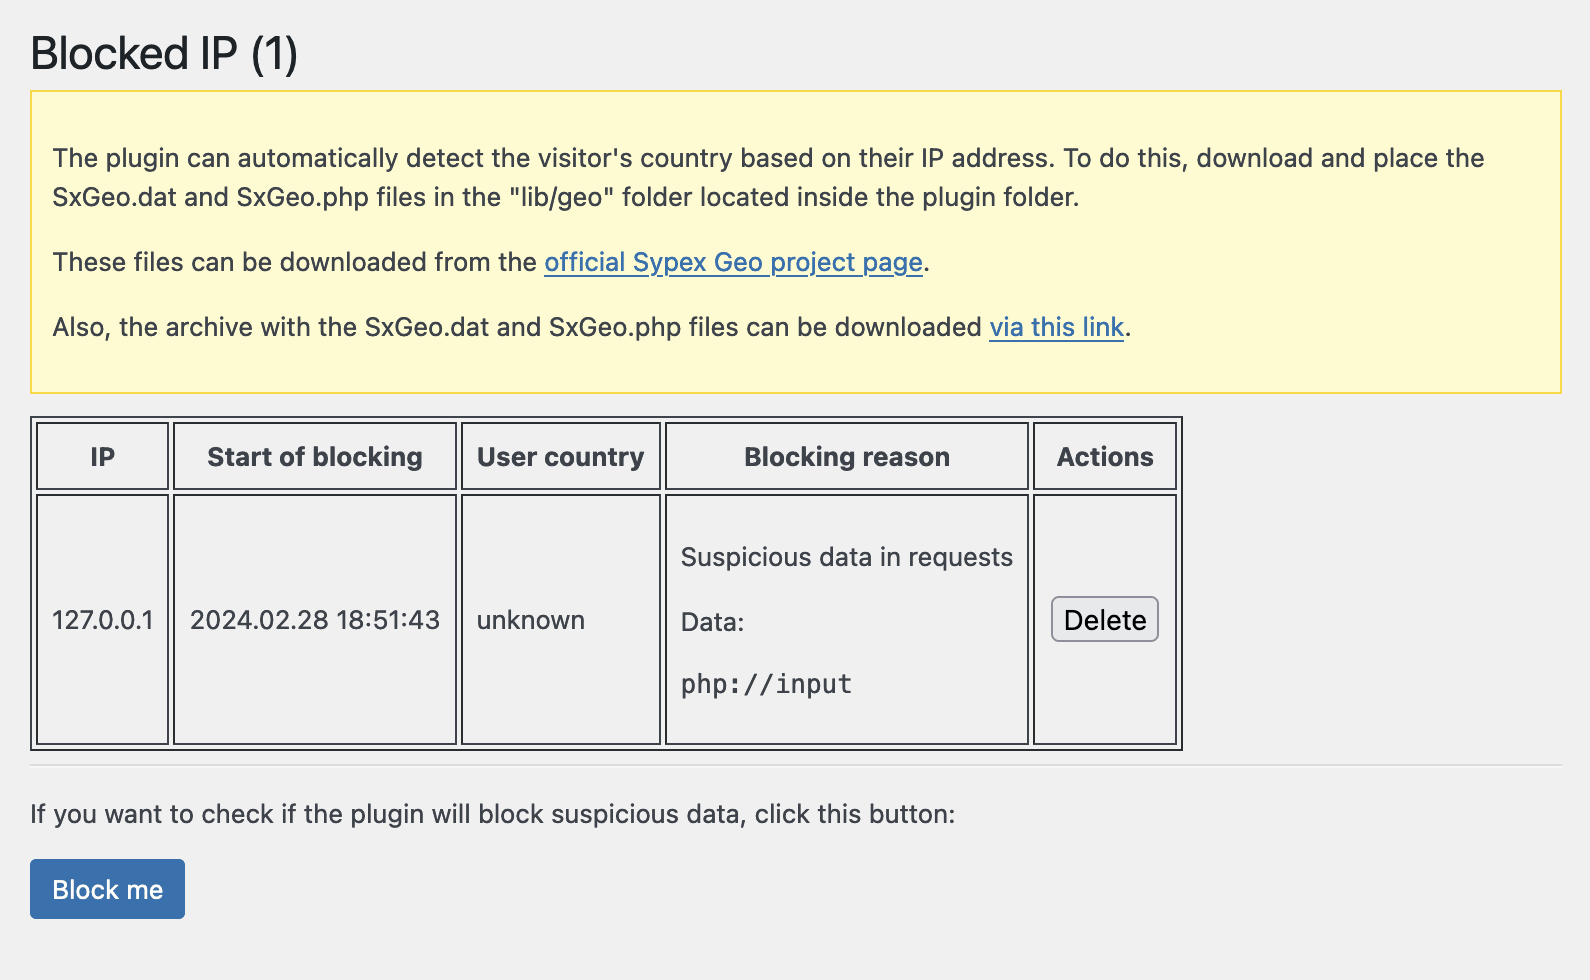 Blocked IP (1)
The plugin can automatically detect the visitor's country based on their IP address. To do this, download and place the
SxGeo.dat and SxGeo.php files in the "lib/geo" folder located inside the plugin folder.
These files can be downloaded from the official Sypex Geo project page.
Also, the archive with the SxGeo.dat and SxGeo.php files can be downloaded via this link.
IP Start of blocking User country Blocking reason Actions
127.0.0.1 2024.02.28 18:51:43 unknown
Suspicious data in requests
Data:
php://input
Delete
If you want to check if the plugin will block suspicious data, click this button:
Block me